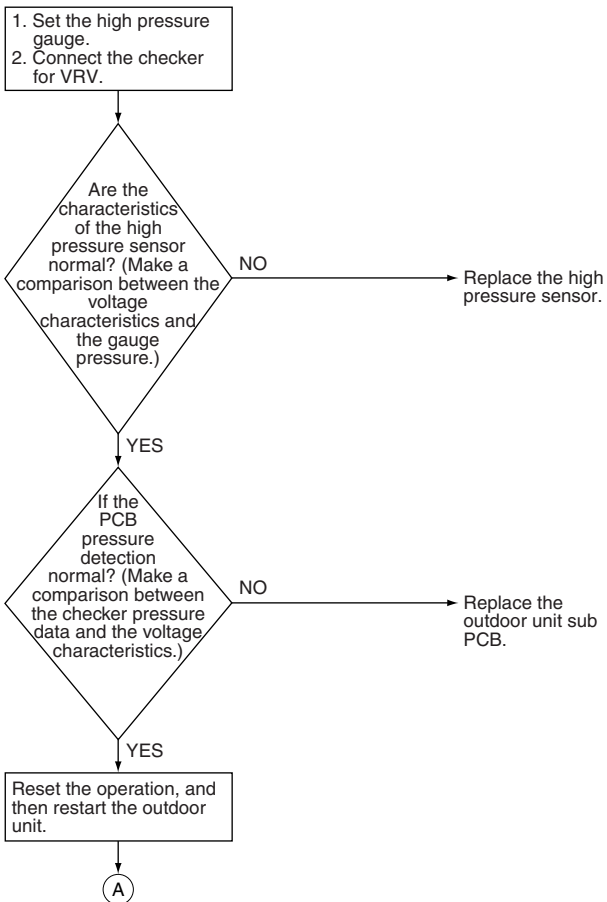 1. Set the high pressure
gauge.
2. Connect the checker
for VRV.
Are the
characteristics
of the high
pressure sensor
normal? (Make a
comparison between the
voltage
characteristics and
the gauge
pressure.)
NO
Replace the high
pressure sensor.
YES
If the
PCB
pressure
detection
normal? (Make a
comparison between
the checker pressure
data and the voltage
characteristics.)
NO
Replace the
outdoor unit sub
PCB.
YES
Reset the operation, and
then restart the outdoor
unit.
A